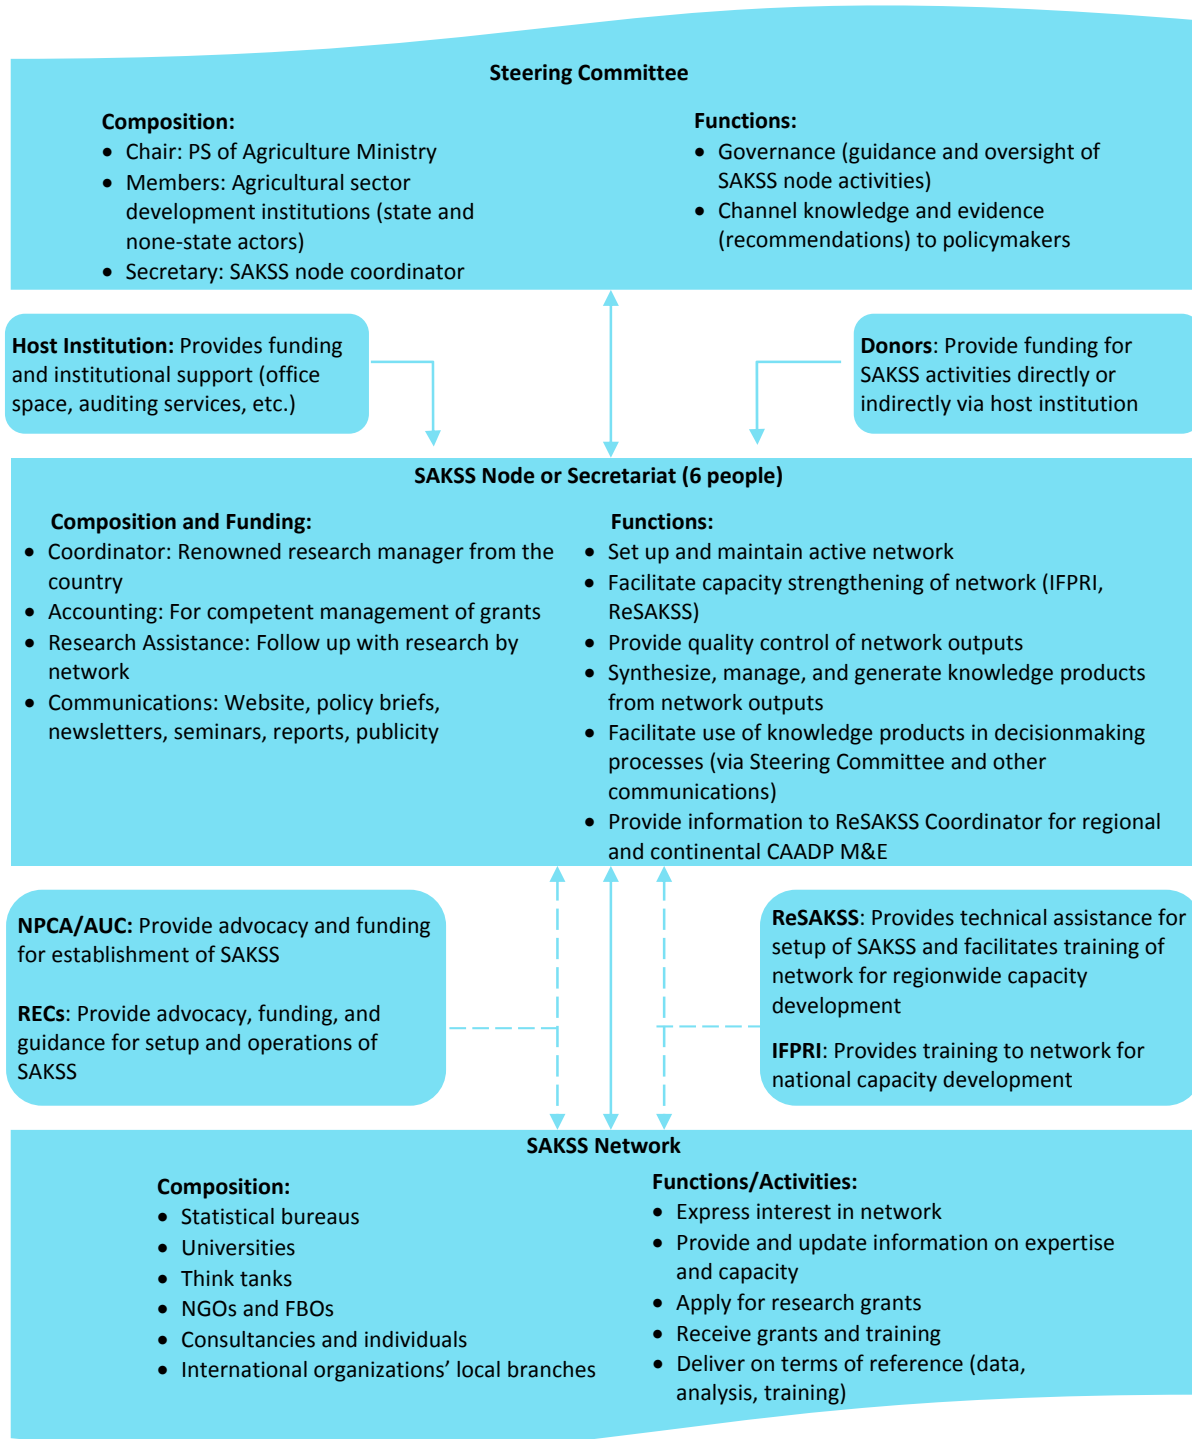 Steering Committee
Composition:
• Chair: PS of Agriculture Ministry
• Members: Agricultural sector
development institutions (state and
none-state actors)
• Secretary: SAKSS node coordinator
Functions:
• Governance (guidance and oversight of
SAKSS node activities)
• Channel knowledge and evidence
(recommendations) to policymakers
Host Institution: Provides funding
and institutional support (office
space, auditing services, etc.)
Donors: Provide funding for
SAKSS activities directly or
indirectly via host institution
SAKSS Node or Secretariat (6 people)
Composition and Funding:
• Coordinator: Renowned research manager from the
country
• Accounting: For competent management of grants
• Research Assistance: Follow up with research by
network
• Communications: Website, policy briefs,
newsletters, seminars, reports, publicity
Functions:
• Set up and maintain active network
• Facilitate capacity strengthening of network (IFPRI,
ReSAKSS)
• Provide quality control of network outputs
• Synthesize, manage, and generate knowledge products
from network outputs
• Facilitate use of knowledge products in decisionmaking
processes (via Steering Committee and other
communications)
• Provide information to ReSAKSS Coordinator for regional
and continental CAADP M&E
NPCA/AUC: Provide advocacy and funding
for establishment of SAKSS
RECs: Provide advocacy, funding, and
guidance for setup and operations of
SAKSS
ReSAKSS: Provides technical assistance for
setup of SAKSS and facilitates training of
network for regionwide capacity
development
IFPRI: Provides training to network for
national capacity development
SAKSS Network
Composition:
• Statistical bureaus
• Universities
• Think tanks
• NGOs and FBOs
• Consultancies and individuals
• International organizations’ local branches
Functions/Activities:
• Express interest in network
• Provide and update information on expertise
and capacity
• Apply for research grants
• Receive grants and training
• Deliver on terms of reference (data,
analysis, training)